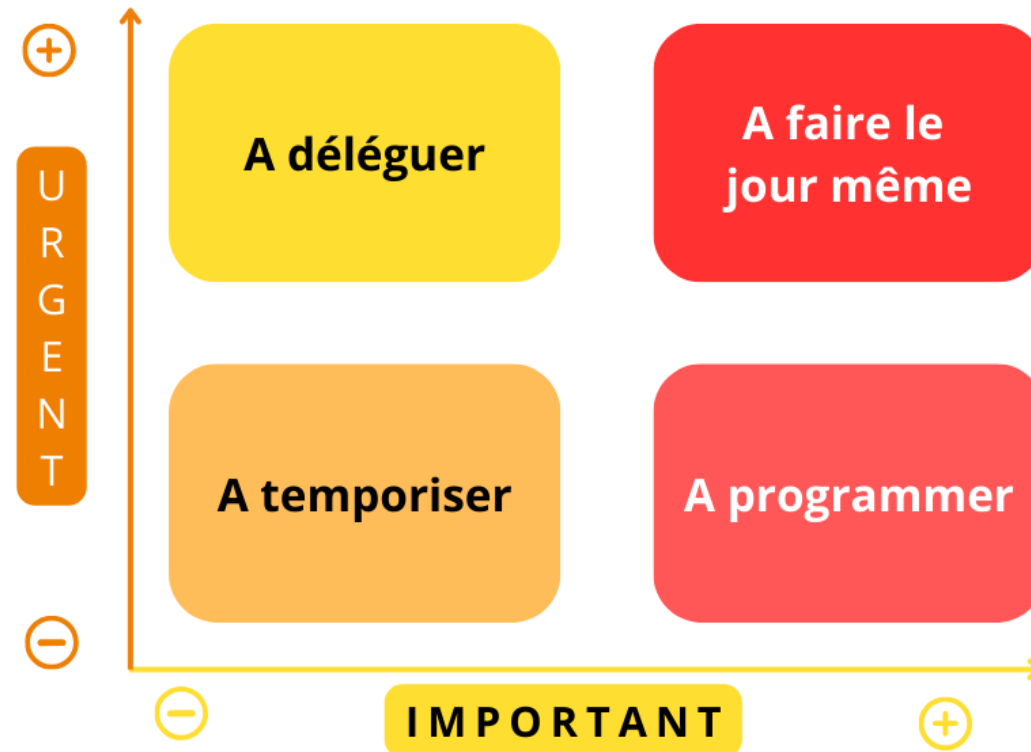 A déléguer
A faire le
jour même
URGENT
A temporiser
A programmer
IMPORTANT